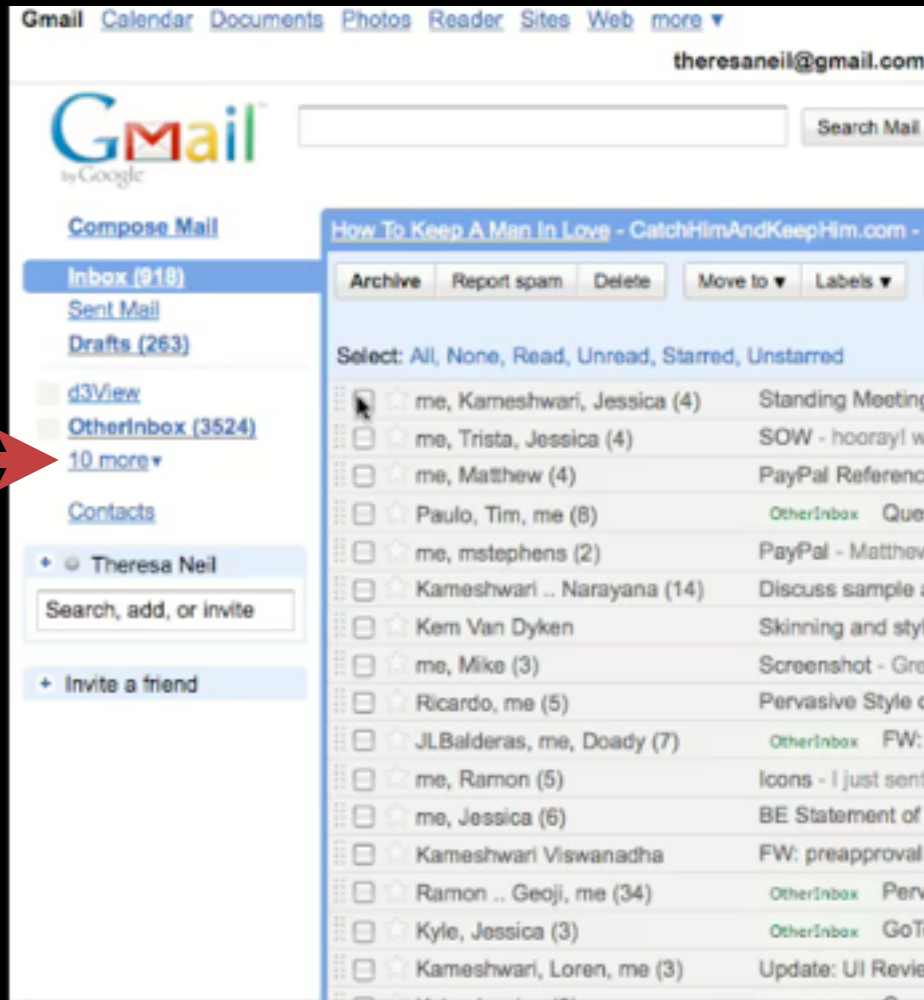 Gmail Calendar Documents Photos Reader Sites Web more ▼
theresaneil@gmail.com
GMail™
by Google
Search Mail
Compose Mail
Inbox (918)
Sent Mail
Drafts (263)
d3View
OtherInbox (3524)
10 more▾
Contacts
+ Theresa Neil
Search, add, or invite
+ Invite a friend
How To Keep A Man In Love - CatchHimAndKeepHim.com -
Archive Report spam Delete Move to ▼ Labels ▼
Select: All, None, Read, Unread, Starred, Unstarred
me, Kameshwari, Jessica (4) Standing Meeting
me, Trista, Jessica (4) SOW - hooray! w
me, Matthew (4) PayPal Referenc
Paulo, Tim, me (8) OtherInbox Que
me, mstephens (2) PayPal - Matthew
Kameshwari .. Narayana (14) Discuss sample a
Kem Van Dyken Skinning and styl
me, Mike (3) Screenshot - Gre
Ricardo, me (5) Pervasive Style
JLBalderas, me, Doady (7) OtherInbox FW:
me, Ramon (5) Icons - I just sent
me, Jessica (6) BE Statement of
Kameshwari Viswanadha FW: preapproval
Ramon .. Geoji, me (34) OtherInbox Perv
Kyle, Jessica (3) OtherInbox GoT
Kameshwari, Loren, me (3) Update: UI Revie